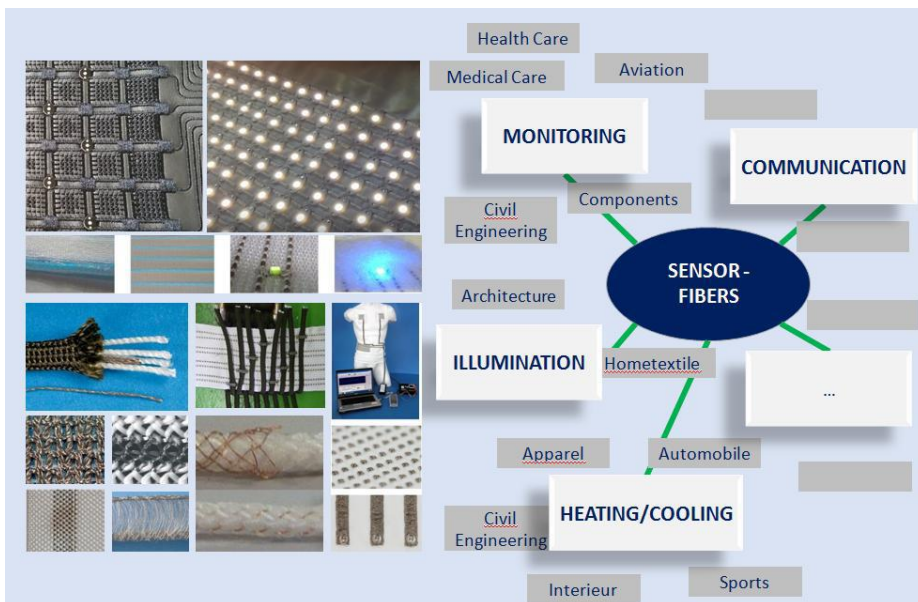 Health Care
Medical Care
Aviation
MONITORING
COMMUNICATION
Components
Civil
Engineering
SENSOR -
FIBERS
Architecture
ILLUMINATION
Hometextile
...
Apparel
Automobile
HEATING/COOLING
Civil
Engineering
Interieur
Sports